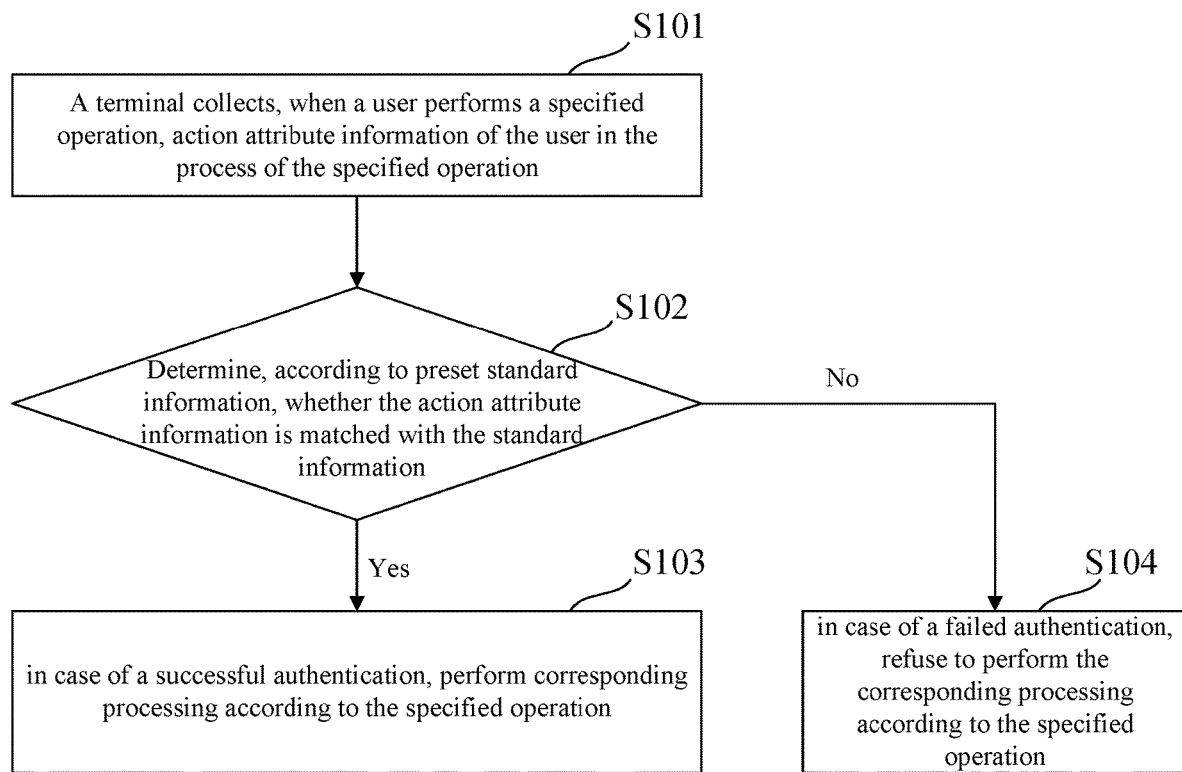 S101
A terminal collects, when a user performs a specified
operation, action attribute information of the user in the
process of the specified operation
S102
Determine, according to preset standard
information, whether the action attribute
information is matched with the standard
information
No
Yes
S103
in case of a successful authentication, perform corresponding
processing according to the specified operation
S104
in case of a failed authentication,
refuse to perform the
corresponding processing
according to the specified
operation